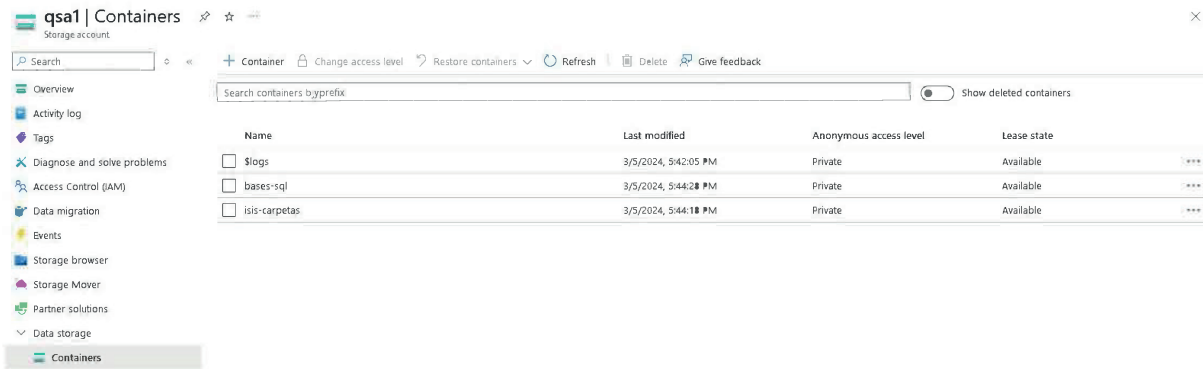 qsa1 | Containers
Storage account
Search
+ Container Change access level Restore containers Refresh Delete Give feedback
Overview
Search containers by prefix
Show deleted containers
Activity log
Tags
Name Last modified Anonymous access level Lease state
Diagnose and solve problems
$logs 3/5/2024, 5:42:05 PM Private Available
Access Control (IAM)
bases-sql 3/5/2024, 5:44:28 PM Private Available
Data migration
isis-carpetas 3/5/2024, 5:44:18 PM Private Available
Events
Storage browser
Storage Mover
Partner solutions
Data storage
Containers